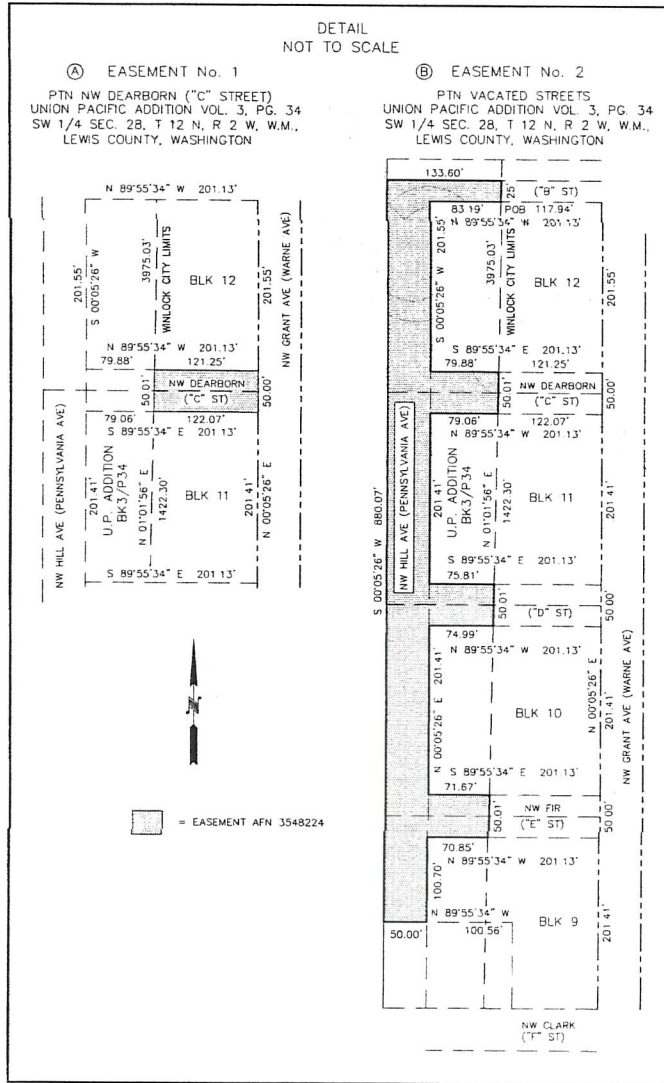 DETAIL
NOT TO SCALE
A EASEMENT No. 1
PTN NW DEARBORN ("C" STREET)
UNION PACIFIC ADDITION VOL. 3, PG. 34
SW 1/4 SEC. 28, T 12 N, R 2 W, W.M.,
LEWIS COUNTY, WASHINGTON
N 89°55'34" W 201.13'
201.55'
S 00°05'26" W
3975.03'
WINLOCK CITY LIMITS
BLK 12
201.55'
NW GRANT AVE (WARNE AVE)
N 89°55'34" W 201.13'
79.88' 121.25'
50.01'
NW DEARBORN
("C" ST)
50.00'
79.06' 122.07'
S 89°55'34" E 201.13'
NW HILL AVE (PENNSYLVANIA AVE)
201.41'
U.P. ADDITION
BK3/P34
N 01°01'56" E
1422.30'
BLK 11
201.41'
N 00°05'26" E
S 89°55'34" E 201.13'
N
= EASEMENT AFN 3548224
B EASEMENT No. 2
PTN VACATED STREETS
UNION PACIFIC ADDITION VOL. 3, PG. 34
SW 1/4 SEC. 28, T 12 N, R 2 W, W.M.,
LEWIS COUNTY, WASHINGTON
133.60'
25'
("B" ST)
83.19' POB 117.94'
N 89°55'34" W 201.13'
201.55'
S 00°05'26" W
3975.03'
WINLOCK CITY LIMITS
BLK 12
201.55'
S 89°55'34" E 201.13'
79.88' 121.25'
50.01'
NW DEARBORN
("C" ST)
50.00'
79.06' 122.07'
N 89°55'34" W 201.13'
S 00°05'26" W 880.07'
NW HILL AVE (PENNSYLVANIA AVE)
201.41'
U.P. ADDITION
BK3/P34
N 01°01'56" E
1422.30'
BLK 11
201.41'
S 89°55'34" E 201.13'
75.81'
50.01'
("D" ST)
50.00'
74.99'
N 89°55'34" W 201.13'
N 00°05'26" E 201.41'
BLK 10
N 00°05'26" E
201.41'
NW GRANT AVE (WARNE AVE)
S 89°55'34" E 201.13'
71.67'
50.01'
NW FIR
("E" ST)
50.00'
70.85'
N 89°55'34" W 201.13'
100.70'
N 89°55'34" W
50.00' 100.56'
BLK 9
201.41'
NW CLARK
("F" ST)